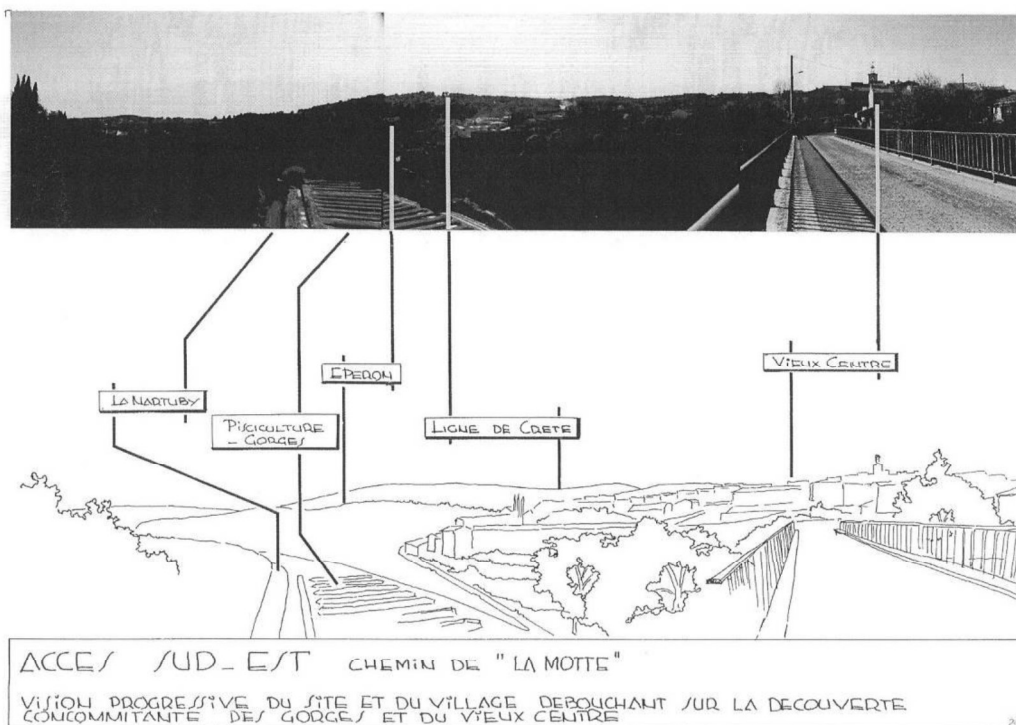 LA NARTUBY
PISCICULTURE
_ GORGES
EPERON
LIGNE DE CRETE
VIEUX CENTRE
ACCES SUD_EST CHEMIN DE "LA MOTTE"
VISION PROGRESSIVE DU SITE ET DU VILLAGE DEBOUCHANT SUR LA DECOUVERTE
CONCOMMITANTE DES GORGES ET DU VIEUX CENTRE